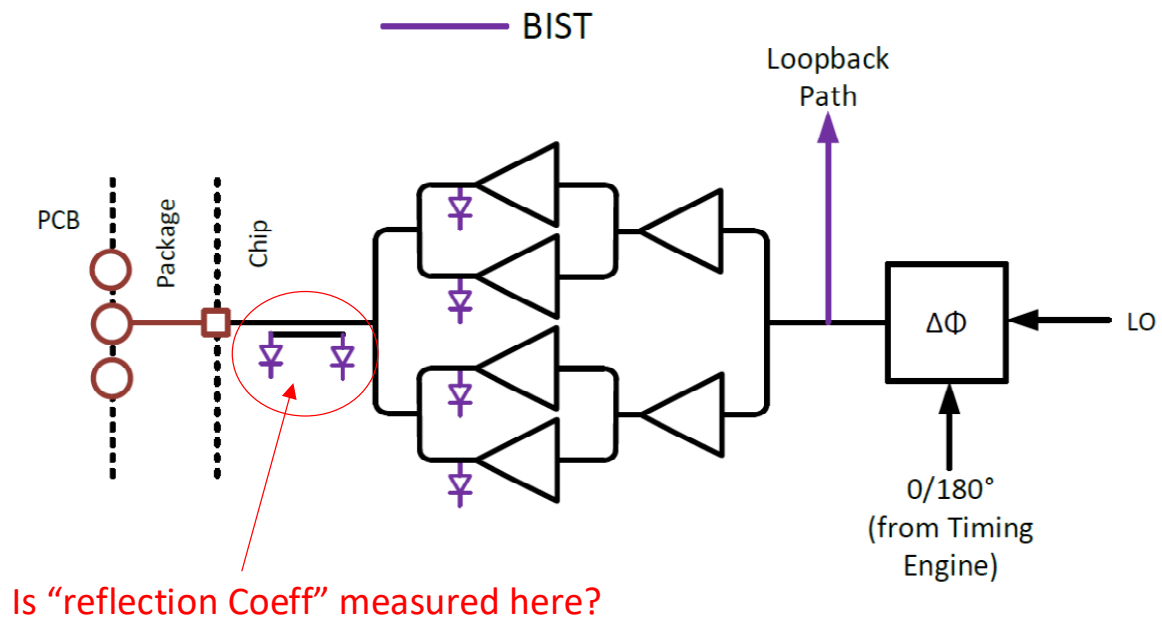 BIST
Loopback
Path
PCB
Package
Chip
ΔΦ
LO
0/180°
(from Timing
Engine)
Is “reflection Coeff” measured here?